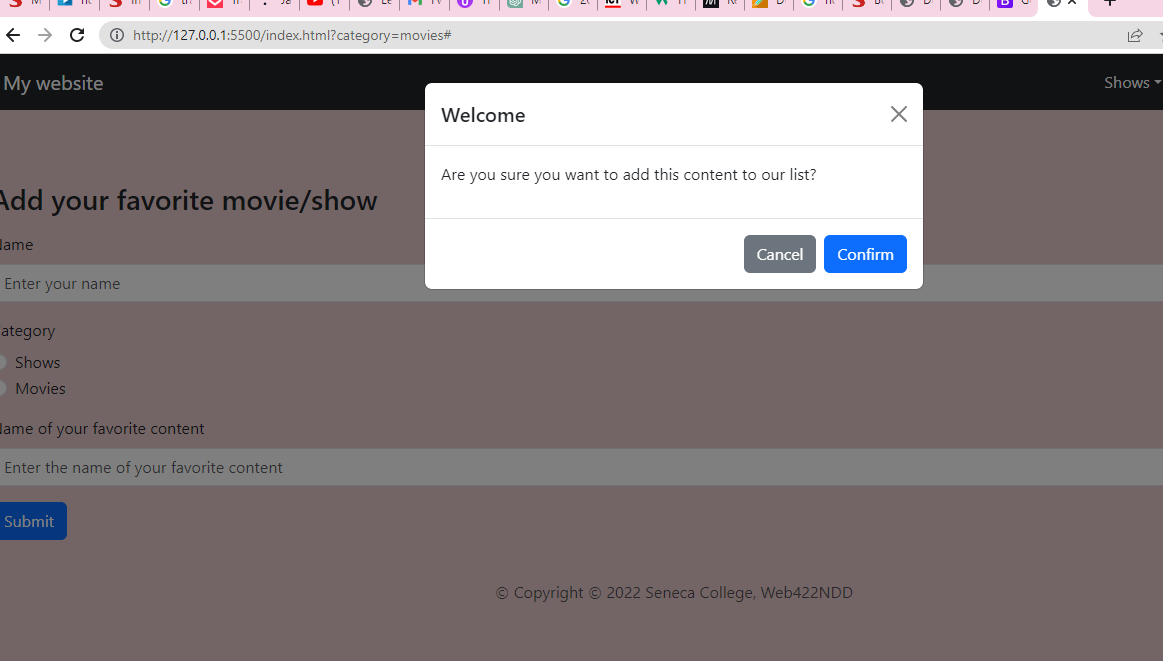 http://127.0.0.1:5500/index.html?category=movies#
My website
Shows
Welcome
Are you sure you want to add this content to our list?
Cancel
Confirm
Add your favorite movie/show
Name
Enter your name
ategory
Shows
Movies
Name of your favorite content
Enter the name of your favorite content
Submit
© Copyright © 2022 Seneca College, Web422NDD